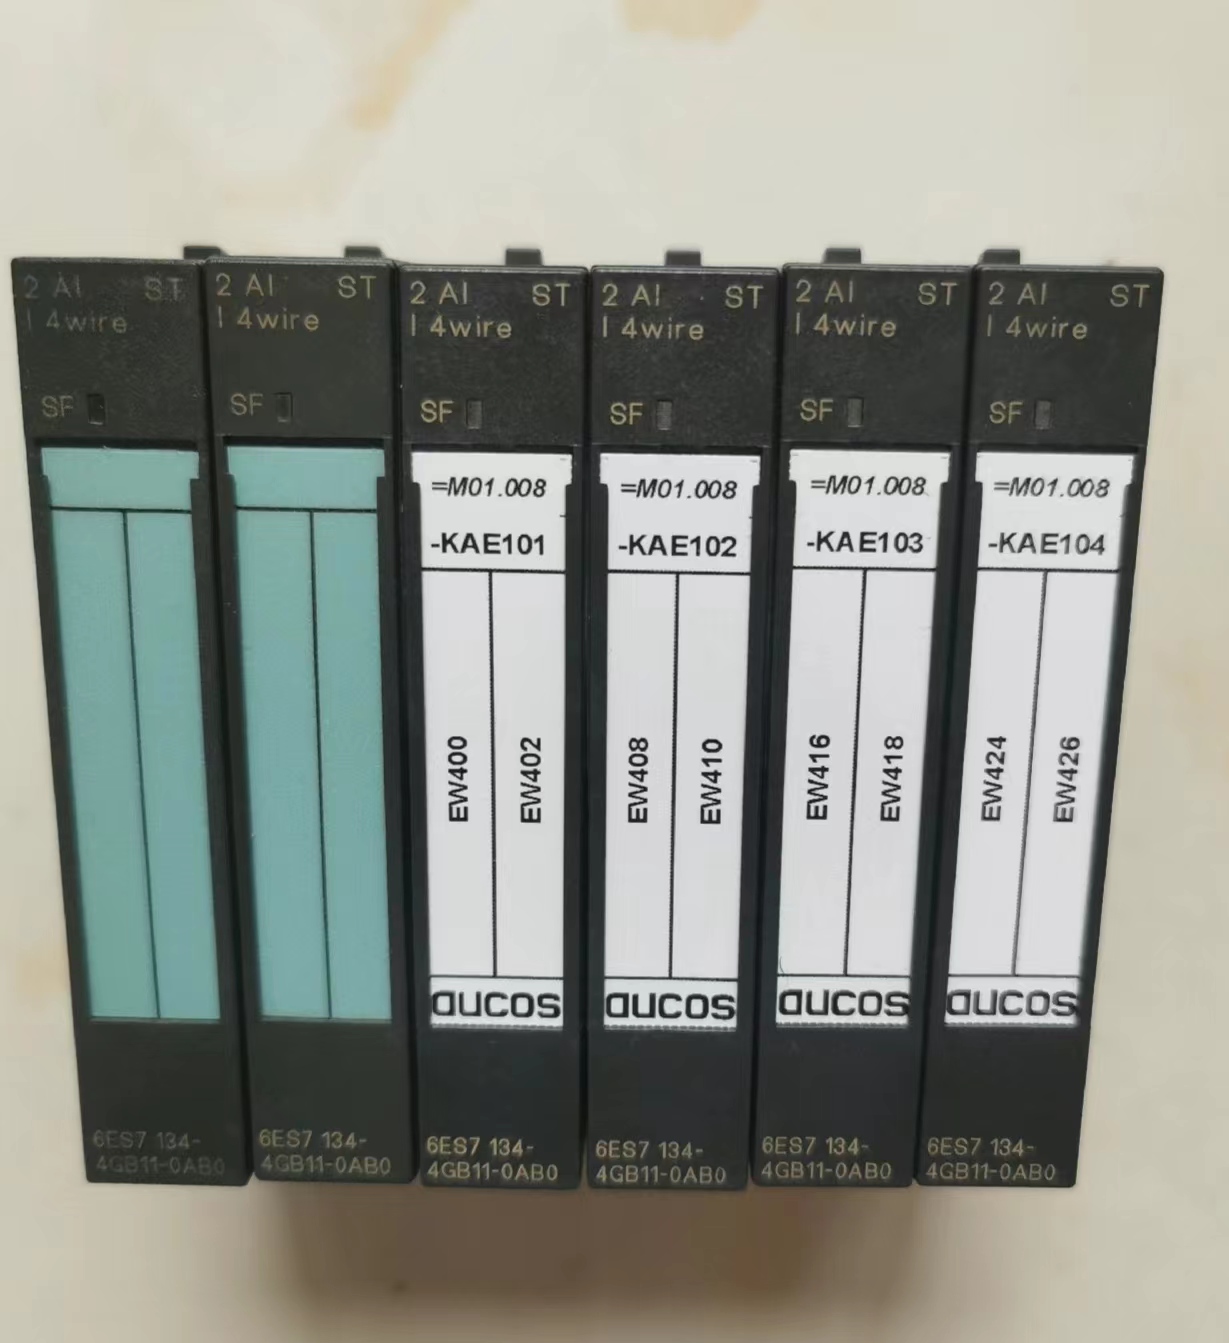 2 AI ST
I 4wire
SF
6ES7 134-
4GB11-0AB0
2 AI ST
I 4wire
SF
6ES7 134-
4GB11-0AB0
2 AI ST
I 4wire
SF
=M01.008
-KAE101
EW400
EW402
aucos
6ES7 134-
4GB11-0AB0
2 AI ST
I 4wire
SF
=M01.008
-KAE102
EW408
EW410
aucos
6ES7 134-
4GB11-0AB0
2 AI ST
I 4wire
SF
=M01.008
-KAE103
EW416
EW418
aucos
6ES7 134-
4GB11-0AB0
2 AI ST
I 4wire
SF
=M01.008
-KAE104
EW424
EW426
aucos
6ES7 134-
4GB11-0AB0